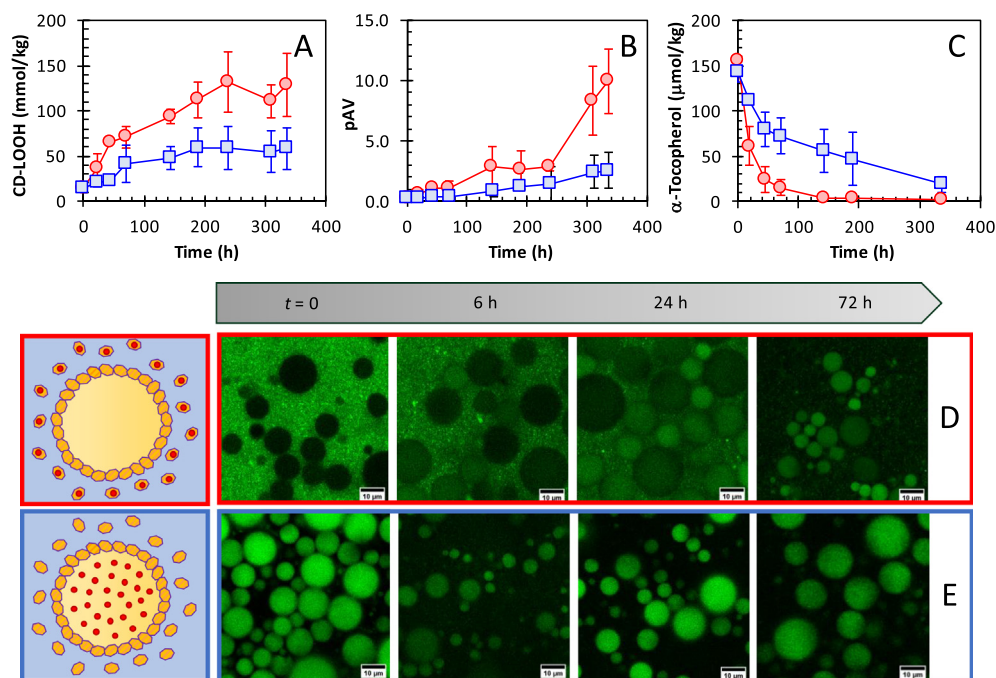 200
150
100
50
0
CD-LOOH (mmol/kg)
A
0 100 200 300 400
Time (h)
15.0
10.0
5.0
0.0
pAV
B
0 100 200 300 400
Time (h)
200
150
100
50
0
α-Tocopherol (µmol/kg)
C
0 100 200 300 400
Time (h)
t = 0 6 h 24 h 72 h
D
10 µm 10 µm 10 µm 10 µm
E
10 µm 10 µm 10 µm 10 µm